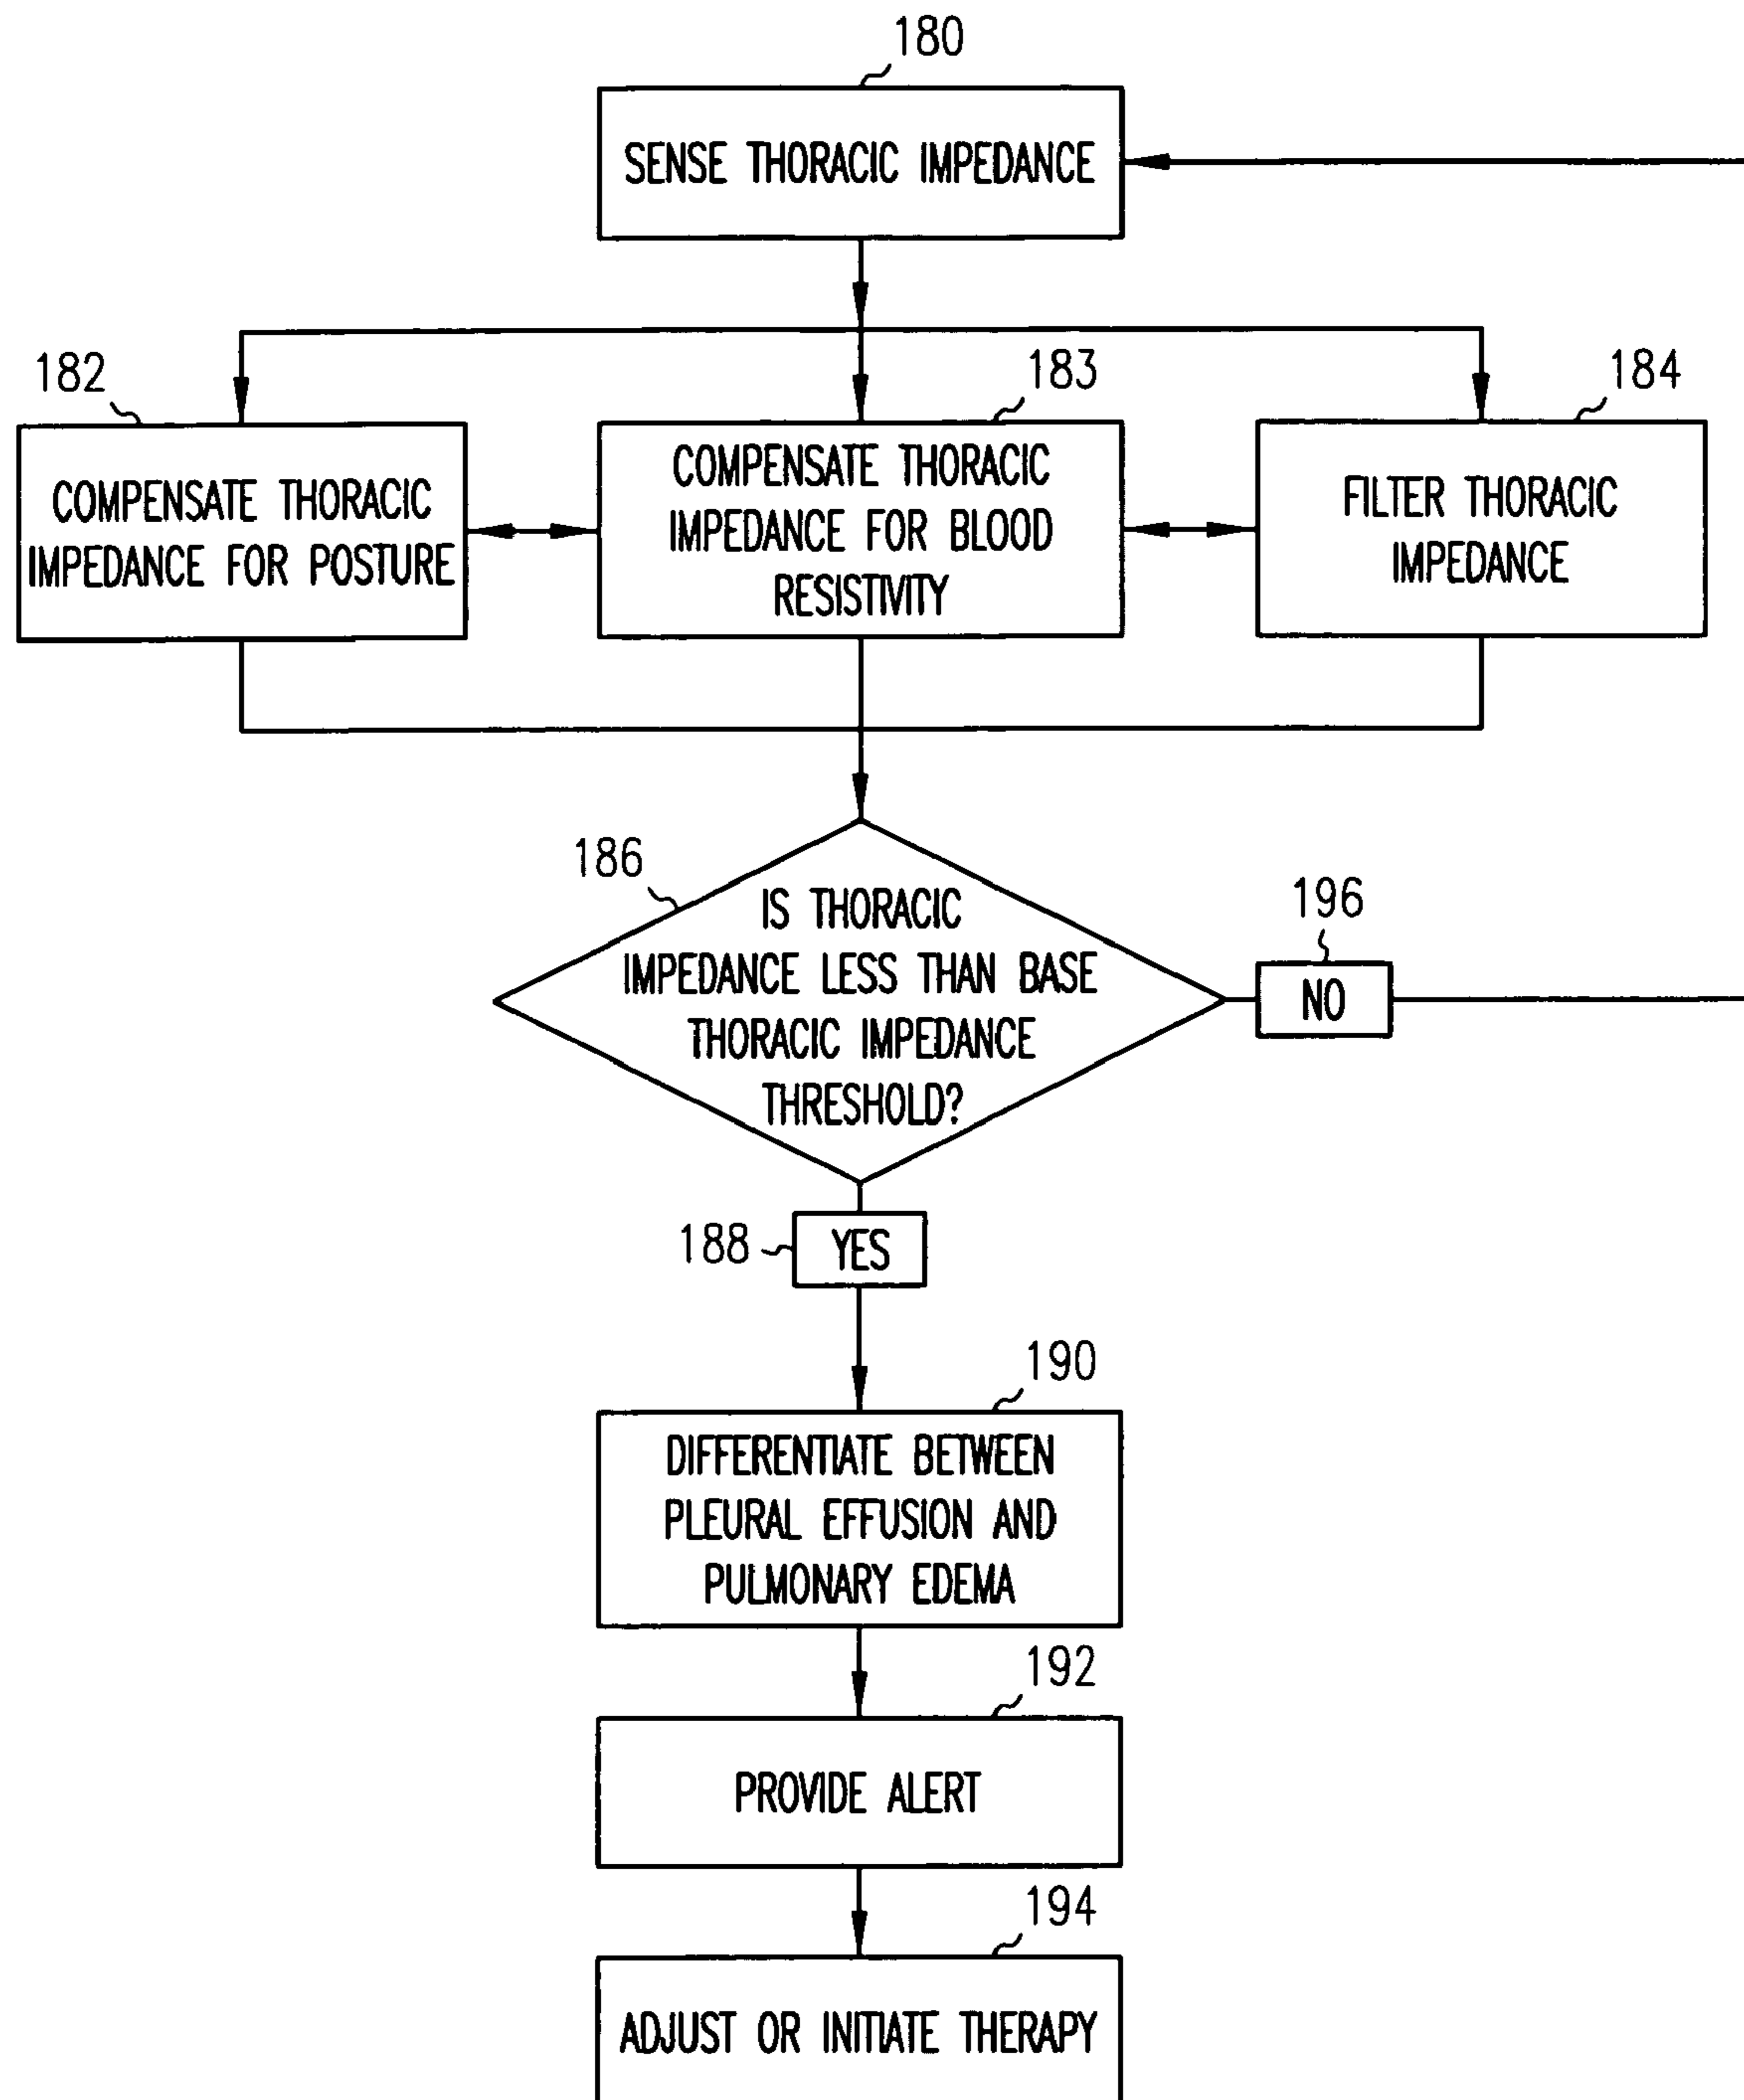 180
SENSE THORACIC IMPEDANCE
182
183
184
COMPENSATE THORACIC
IMPEDANCE FOR POSTURE
COMPENSATE THORACIC
IMPEDANCE FOR BLOOD
RESISTIVITY
FILTER THORACIC
IMPEDANCE
186
IS THORACIC
IMPEDANCE LESS THAN BASE
THORACIC IMPEDANCE
THRESHOLD?
196
NO
188
YES
190
DIFFERENTIATE BETWEEN
PLEURAL EFFUSION AND
PULMONARY EDEMA
192
PROVIDE ALERT
194
ADJUST OR INITIATE THERAPY